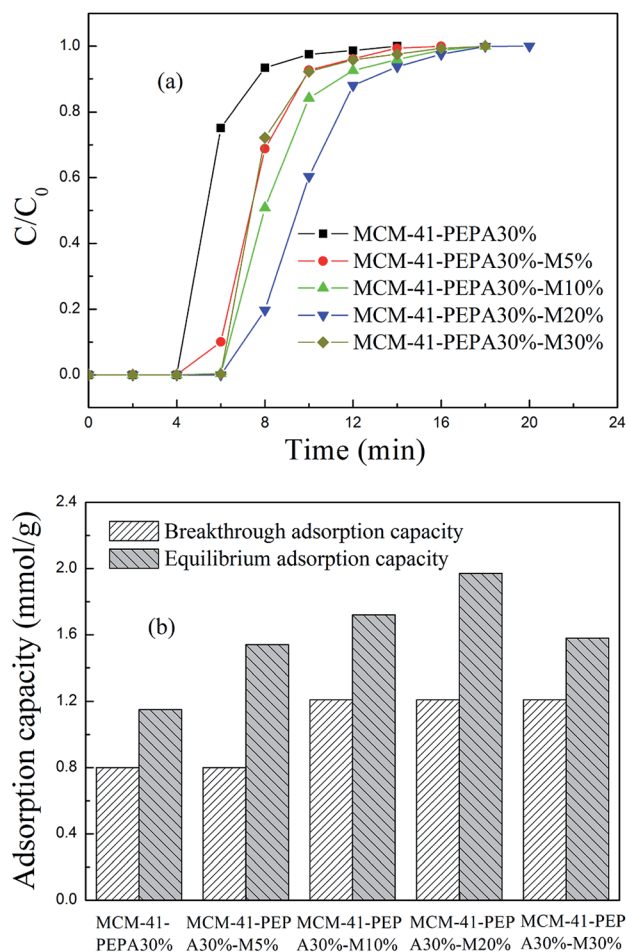 (a)
C/C0
1.0
0.8
0.6
0.4
0.2
0.0
MCM-41-PEPA30%
MCM-41-PEPA30%-M5%
MCM-41-PEPA30%-M10%
MCM-41-PEPA30%-M20%
MCM-41-PEPA30%-M30%
0 4 8 12 16 20 24
Time (min)
Adsorption capacity (mmol/g)
2.4
2.0
1.6
1.2
0.8
0.4
0.0
Breakthrough adsorption capacity
Equilibrium adsorption capacity
(b)
MCM-41- MCM-41-PEP MCM-41-PEP MCM-41-PEP MCM-41-PEP
PEPA30% A30%-M5% A30%-M10% A30%-M20% A30%-M30%